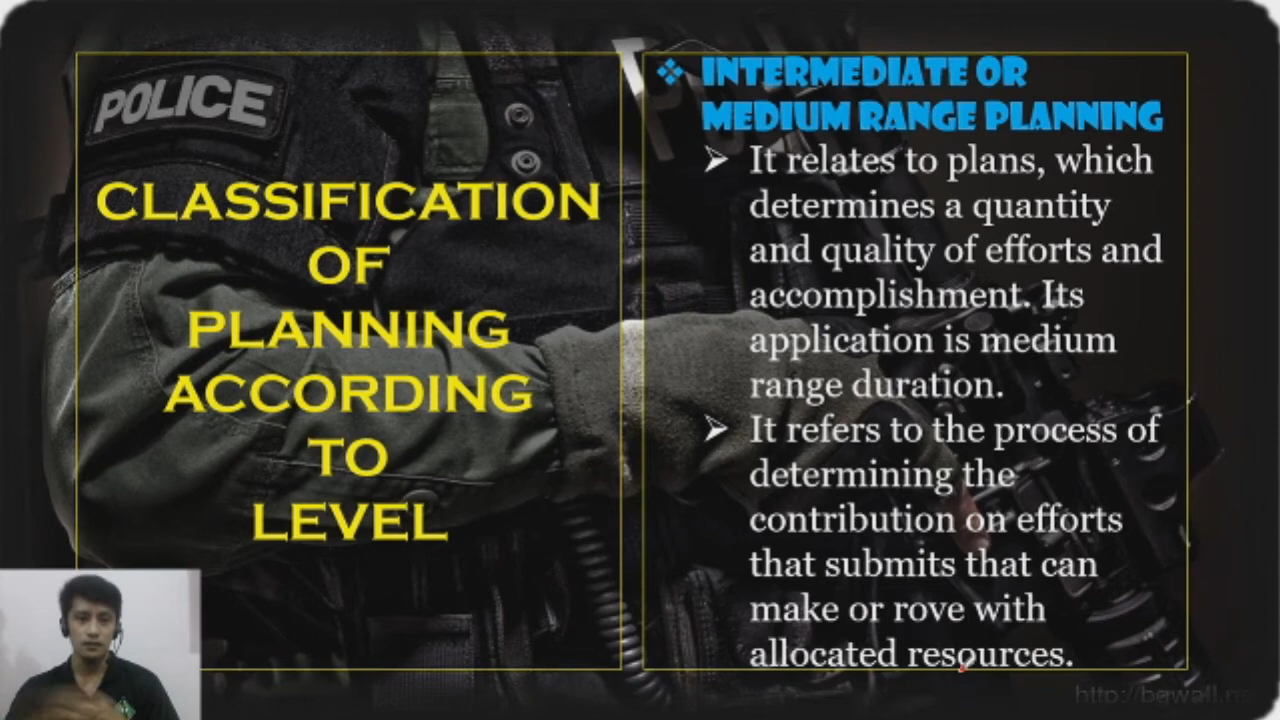 POLICE
CLASSIFICATION
OF
PLANNING
ACCORDING
TO
LEVEL
INTERMEDIATE OR
MEDIUM RANGE PLANNING
It relates to plans, which
determines a quantity
and quality of efforts and
accomplishment. Its
application is medium
range duration.
It refers to the process of
determining the
contribution on efforts
that submits that can
make or rove with
allocated resources.